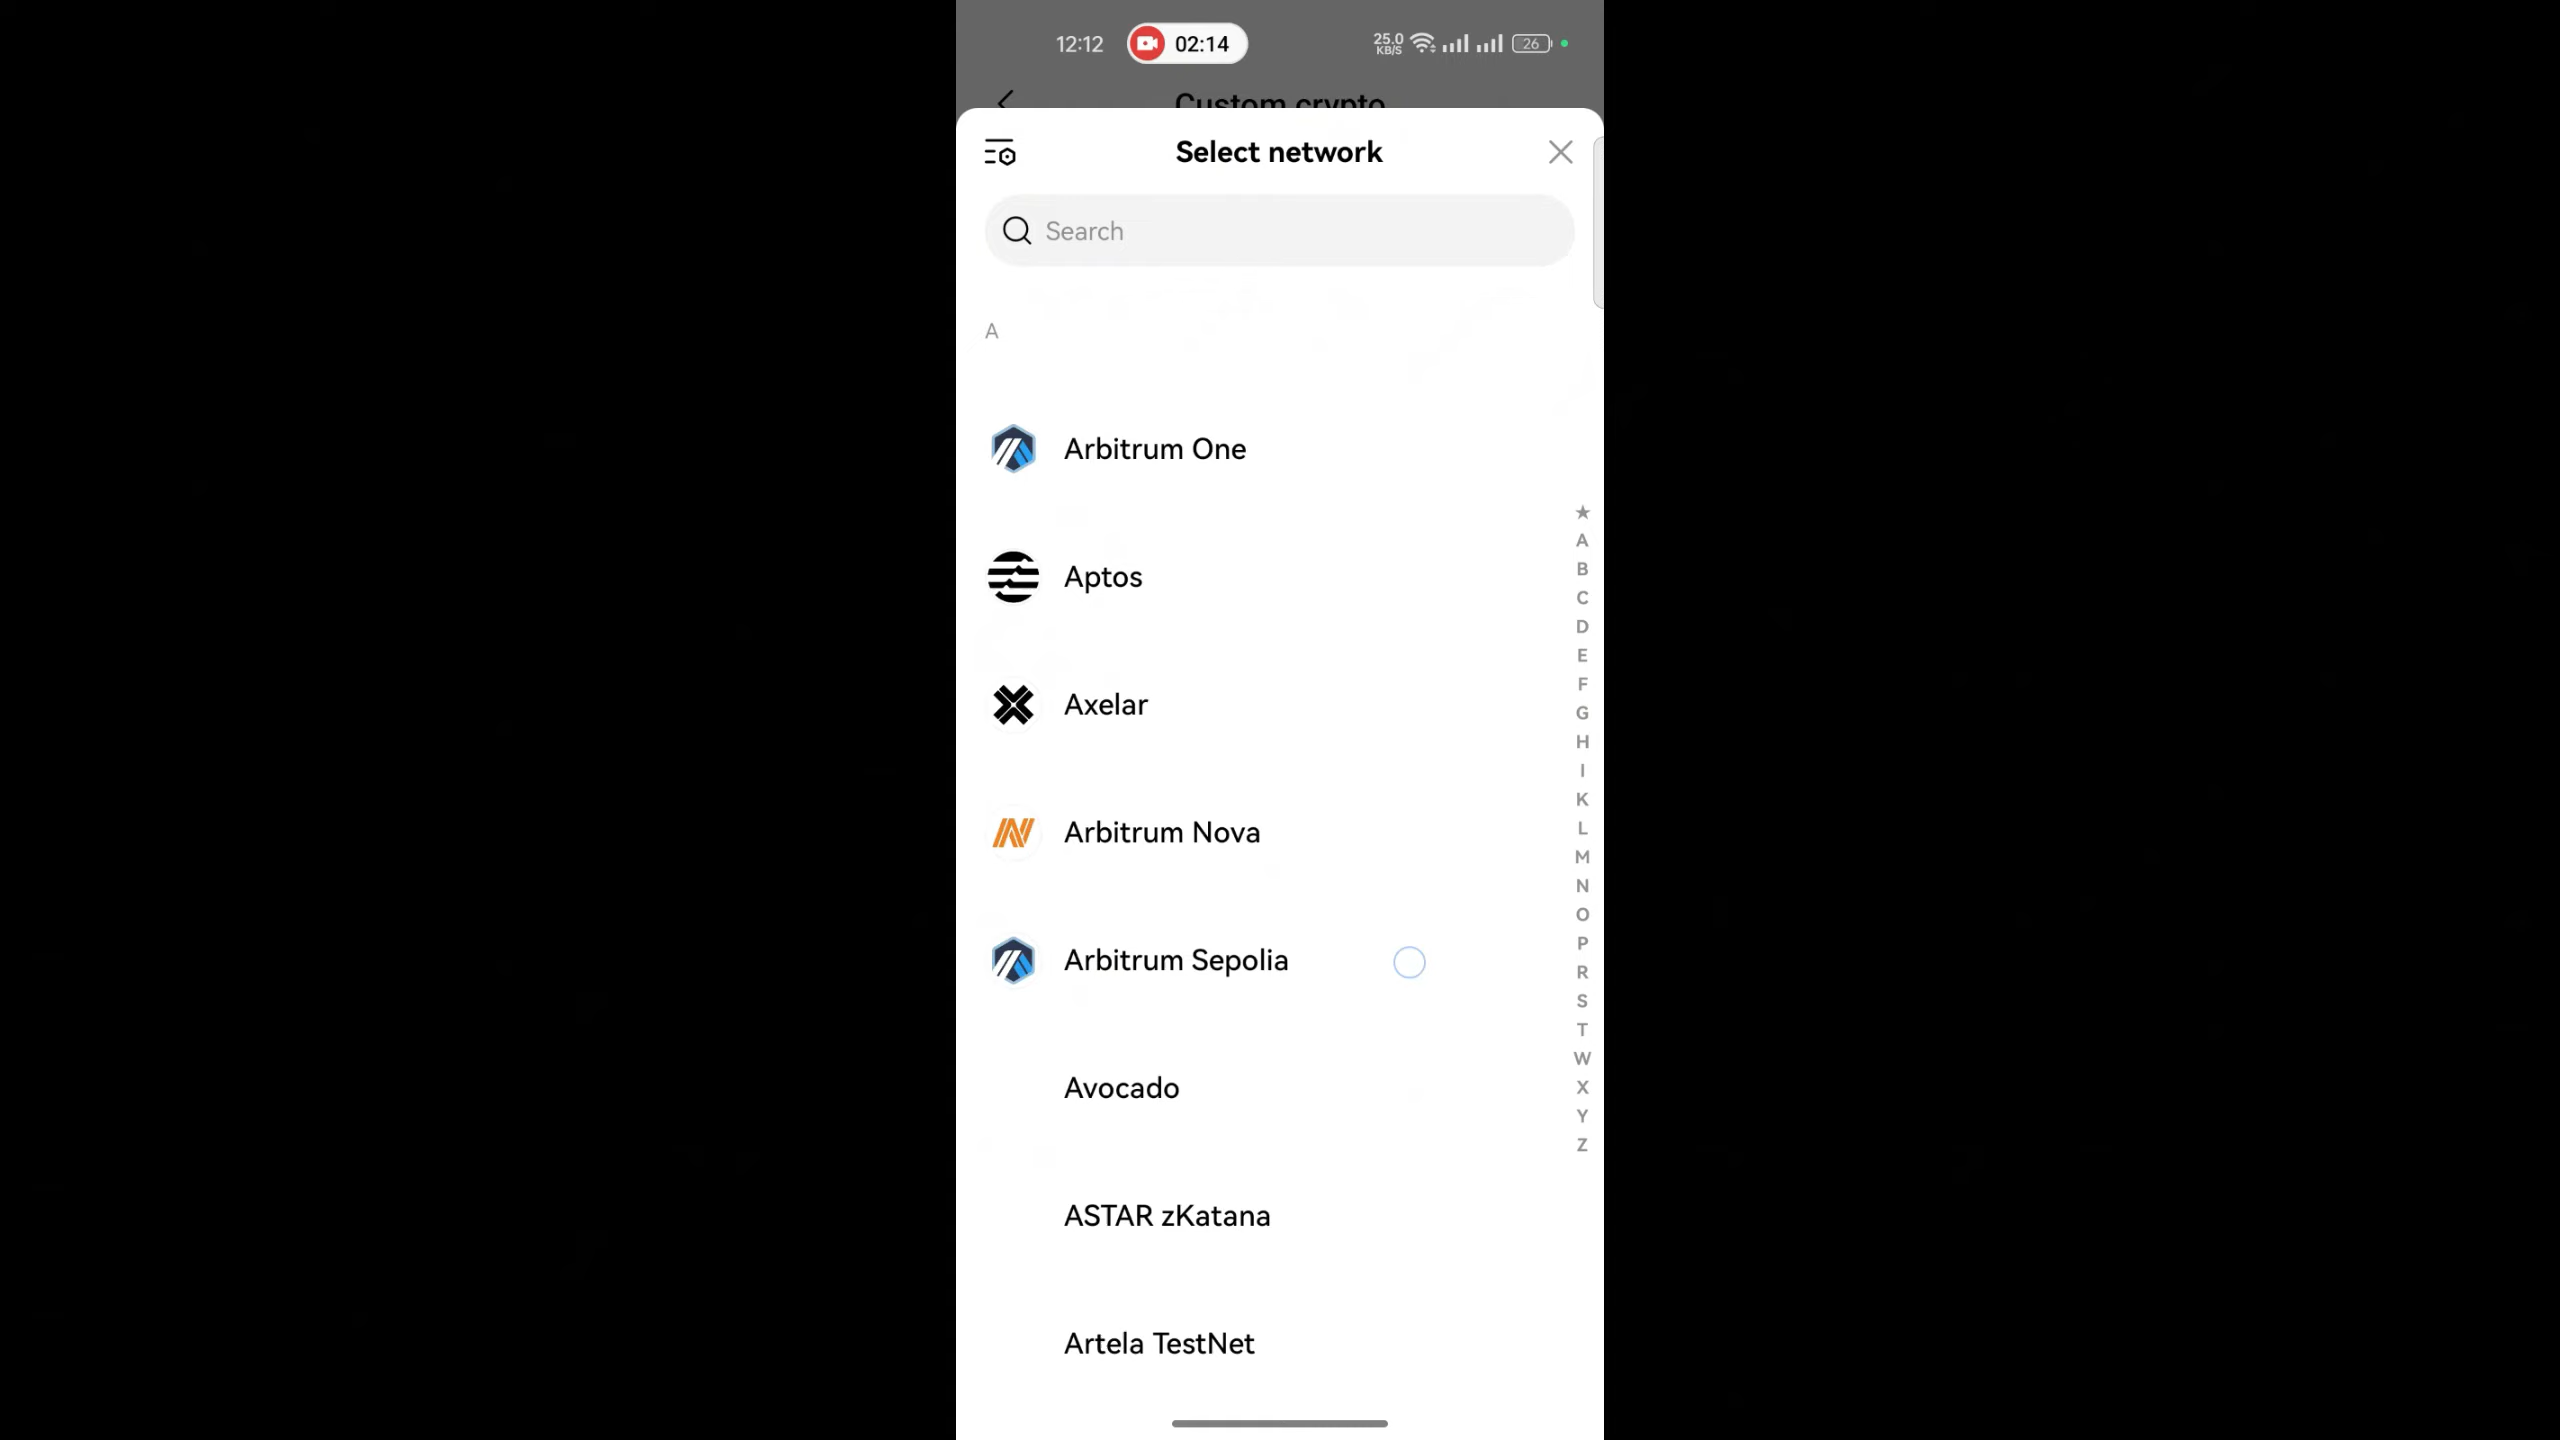 12:12
02:14
25.0
KB/S
26
Custom crypto
Select network
Search
A
Arbitrum One
Aptos
Axelar
Arbitrum Nova
Arbitrum Sepolia
Avocado
ASTAR zKatana
Artela TestNet
★
A
B
C
D
E
F
G
H
I
K
L
M
N
O
P
R
S
T
W
X
Y
Z